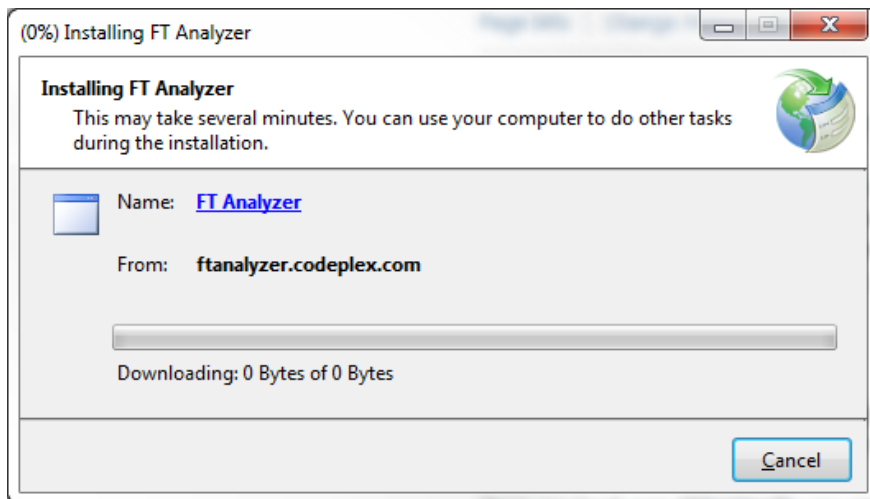 (0%) Installing FT Analyzer
Installing FT Analyzer
This may take several minutes. You can use your computer to do other tasks
during the installation.
Name: FT Analyzer
From: ftanalyzer.codeplex.com
Downloading: 0 Bytes of 0 Bytes
Cancel